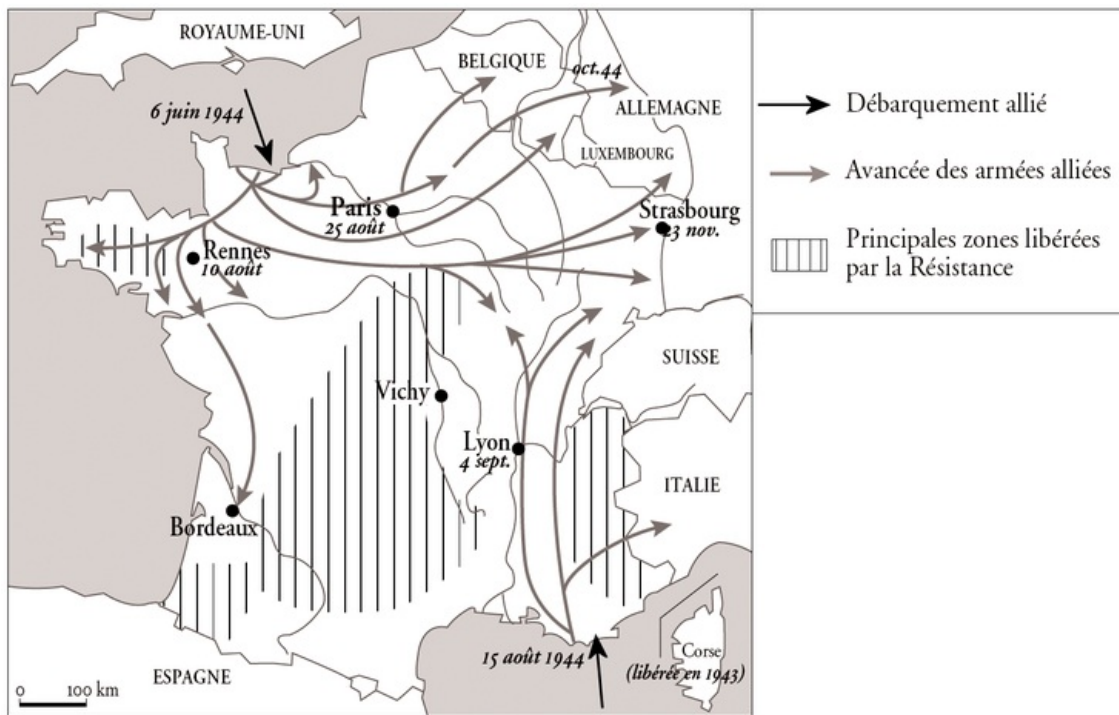 ROYAUME-UNI
6 juin 1944
BELGIQUE
oct.44
ALLEMAGNE
LUXEMBOURG
Paris
25 août
Strasbourg
23 nov.
Rennes
10 août
SUISSE
Vichy
Lyon
4 sept.
ITALIE
Bordeaux
15 août 1944
Corse
(libérée en 1943)
ESPAGNE
0 100 km
Débarquement allié
Avancée des armées alliées
Principales zones libérées
par la Résistance